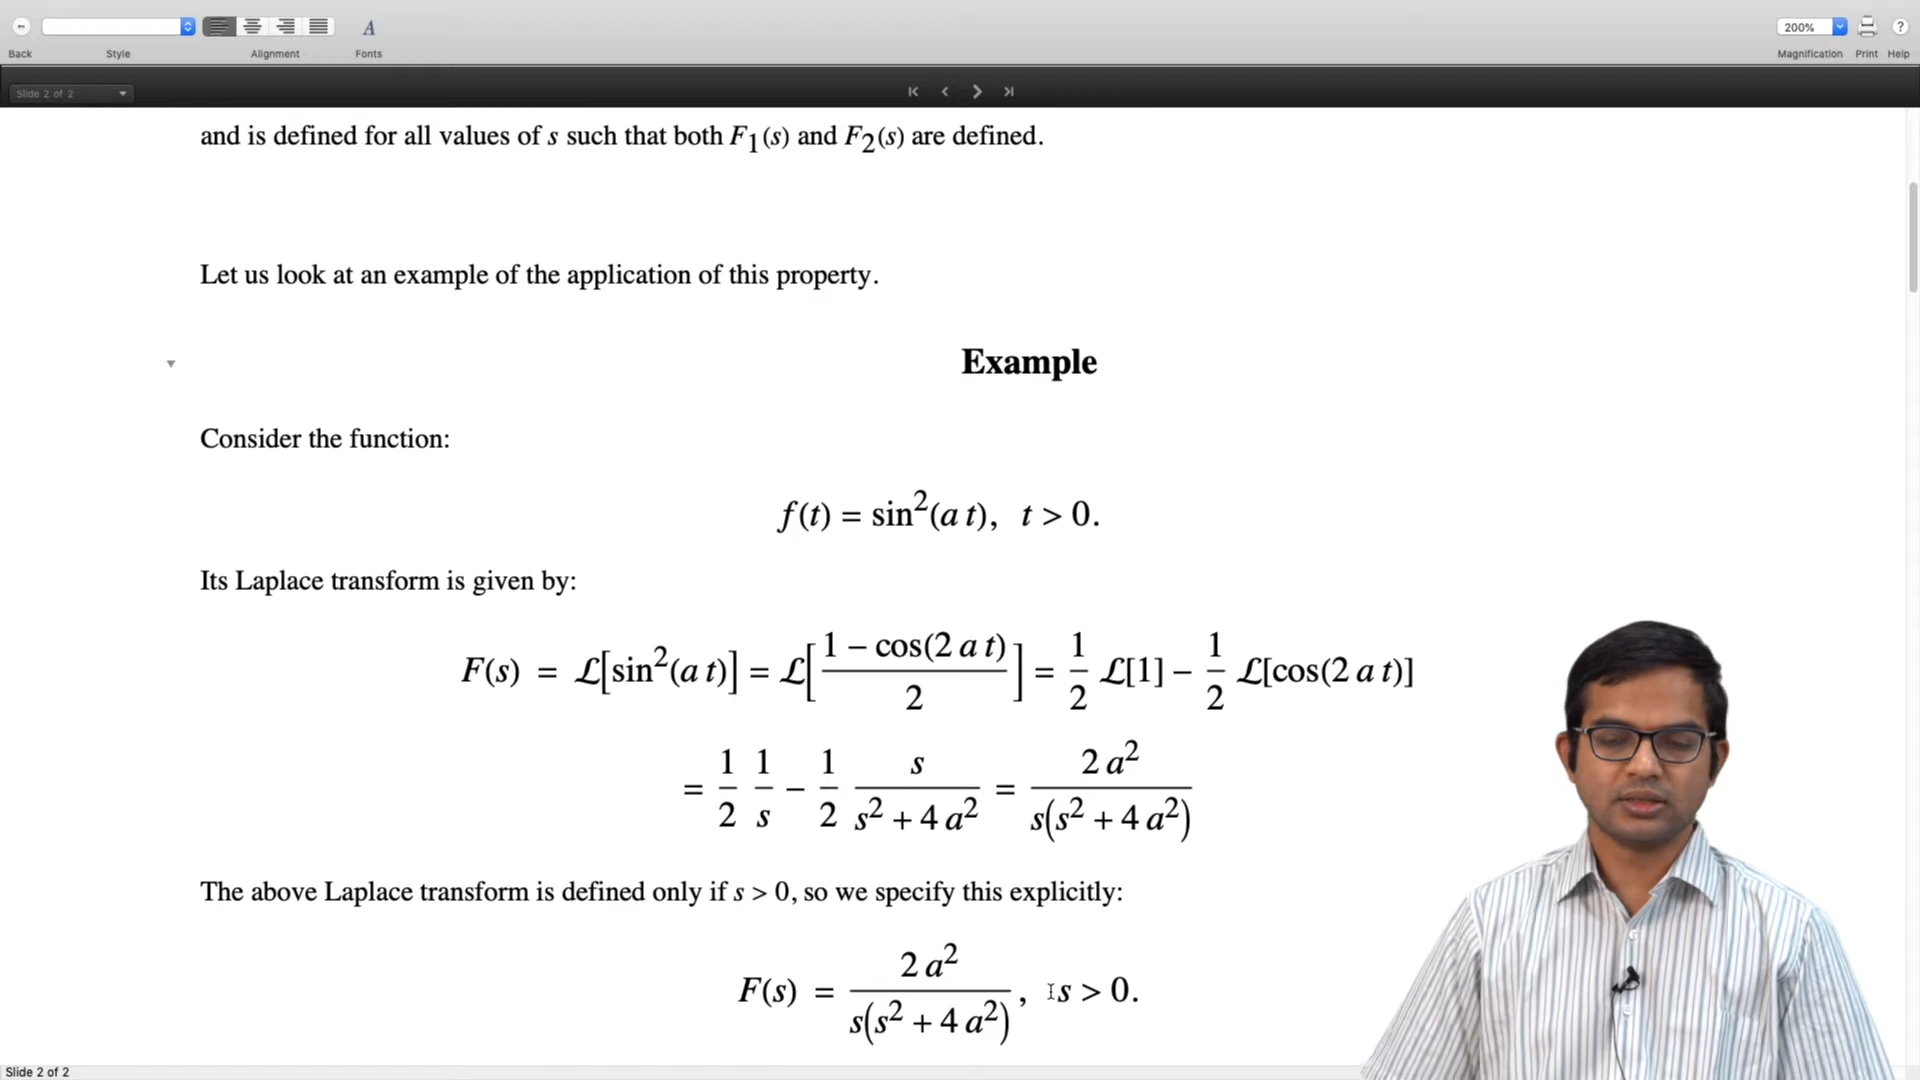 Back
Style
Alignment
A
Fonts
200%
Magnification
Print
?
Help
Slide 2 of 2
and is defined for all values of s such that both F₁(s) and F₂(s) are defined.
Let us look at an example of the application of this property.
Example
Consider the function:
f(t) = sin²(a t), t > 0.
Its Laplace transform is given by:
F(s) = ℒ[sin²(a t)] = ℒ[(1 − cos(2 a t))/2] = 1/2 ℒ[1] − 1/2 ℒ[cos(2 a t)]
= 1/2 1/s − 1/2 s/(s² + 4 a²) = 2 a²/(s(s² + 4 a²))
The above Laplace transform is defined only if s > 0, so we specify this explicitly:
F(s) = 2 a²/(s(s² + 4 a²)), s > 0.
Slide 2 of 2